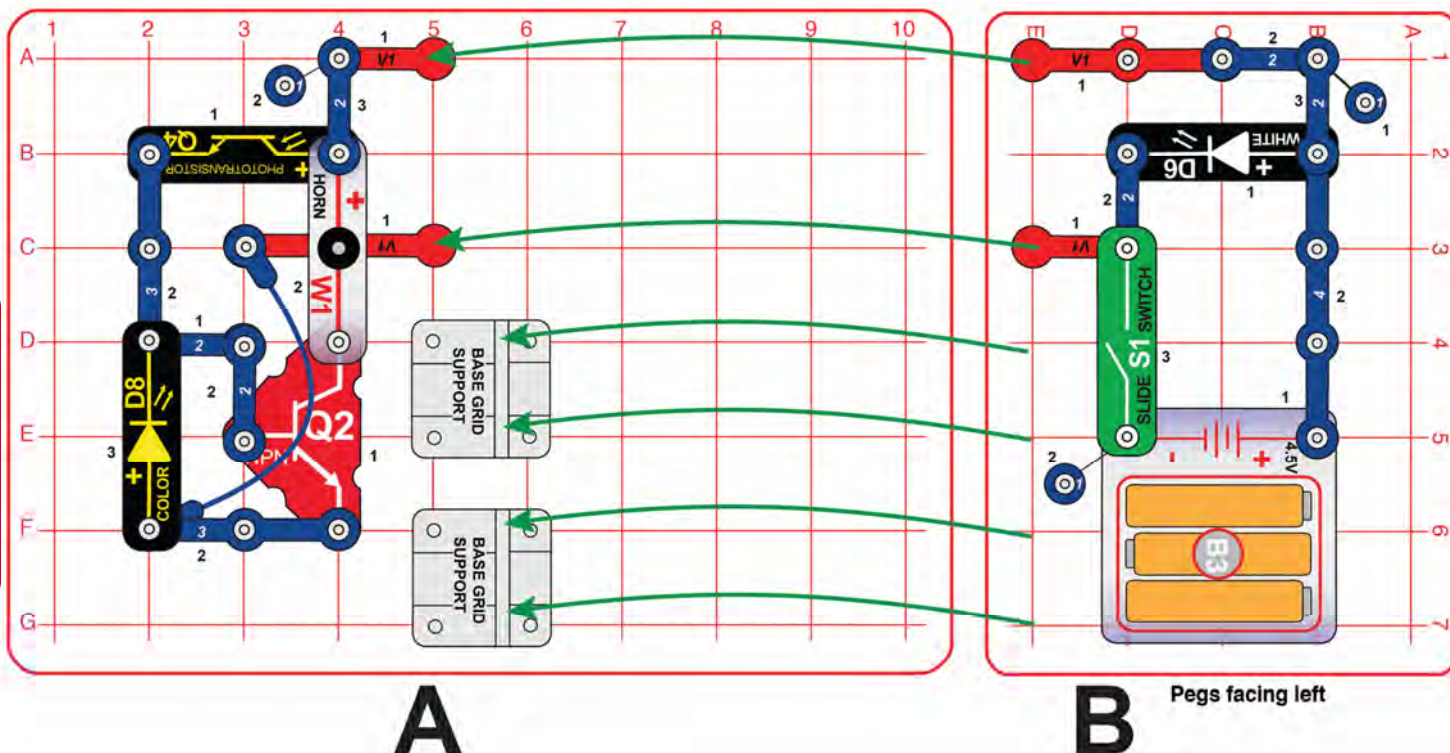 1 2 3 4 5 6 7 8 9 10
A
B
C
D
E
F
G
1
V1
2
1
2
3
1
Q4
PHOTOTRANSISTOR
+
HORN
+
W1
1
V1
2
3
2
1
2
2
2
D8
+
COLOR
3
Q2
NPN
1
3
2
BASE GRID
SUPPORT
BASE GRID
SUPPORT
A
E D C B A
1
2
3
4
5
6
7
V1
1
2
2
3
2
1
1
WHITE
D6
+
1
2
2
1
V1
SLIDE S1 SWITCH
3
4
2
1
2
1
-
+
4.5V
B3
B
Pegs facing left